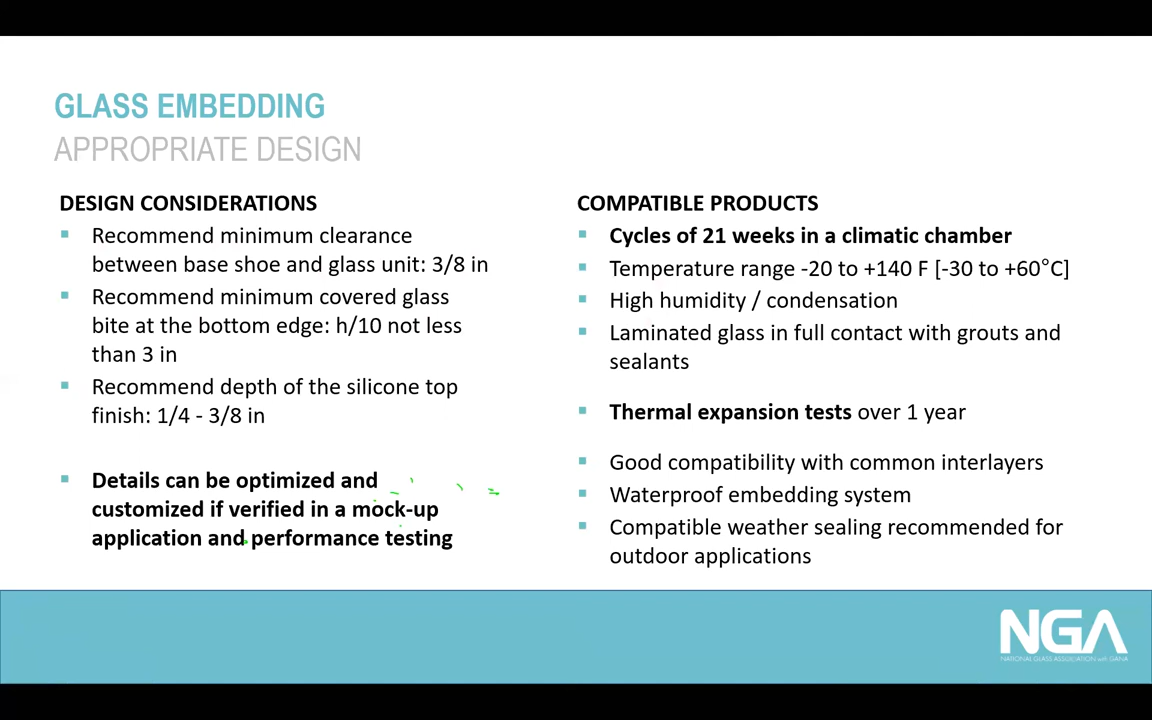 GLASS EMBEDDING
APPROPRIATE DESIGN
DESIGN CONSIDERATIONS
▪ Recommend minimum clearance
between base shoe and glass unit: 3/8 in
▪ Recommend minimum covered glass
bite at the bottom edge: h/10 not less
than 3 in
▪ Recommend depth of the silicone top
finish: 1/4 - 3/8 in
▪ Details can be optimized and
customized if verified in a mock-up
application and performance testing
COMPATIBLE PRODUCTS
▪ Cycles of 21 weeks in a climatic chamber
▪ Temperature range -20 to +140 F [-30 to +60°C]
▪ High humidity / condensation
▪ Laminated glass in full contact with grouts and
sealants
▪ Thermal expansion tests over 1 year
▪ Good compatibility with common interlayers
▪ Waterproof embedding system
▪ Compatible weather sealing recommended for
outdoor applications
NGA
NATIONAL GLASS ASSOCIATION with GANA